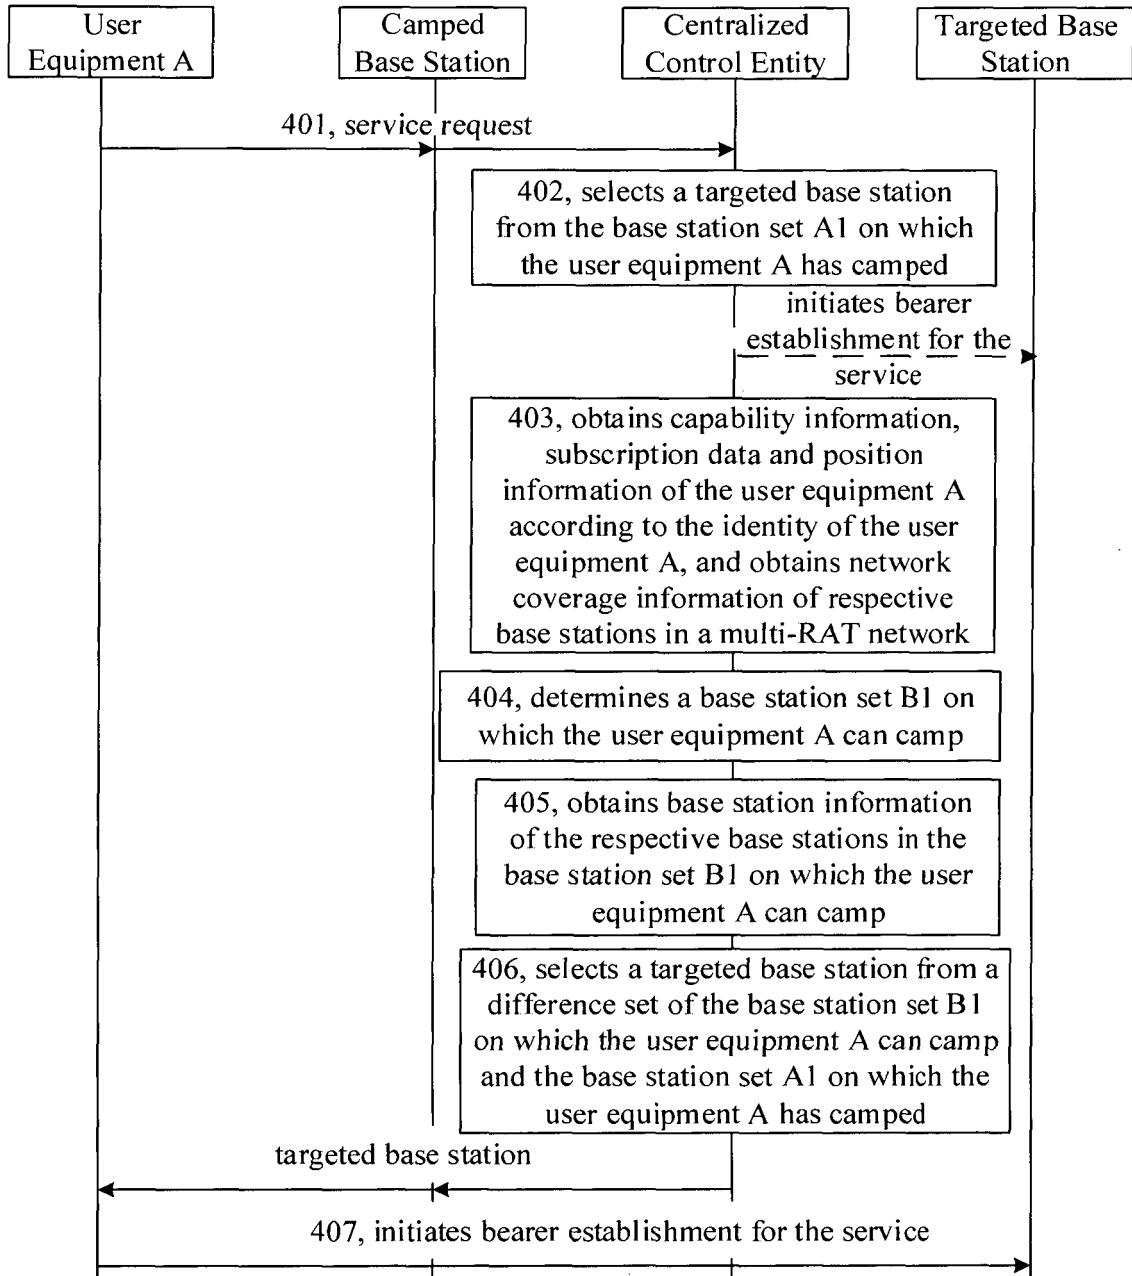 User
Equipment A
Camped
Base Station
Centralized
Control Entity
Targeted Base
Station
401, service request
402, selects a targeted base station
from the base station set A1 on which
the user equipment A has camped
initiates bearer
establishment for the
service
403, obtains capability information,
subscription data and position
information of the user equipment A
according to the identity of the user
equipment A, and obtains network
coverage information of respective
base stations in a multi-RAT network
404, determines a base station set B1 on
which the user equipment A can camp
405, obtains base station information
of the respective base stations in the
base station set B1 on which the user
equipment A can camp
406, selects a targeted base station from a
difference set of the base station set B1
on which the user equipment A can camp
and the base station set A1 on which the
user equipment A has camped
targeted base station
407, initiates bearer establishment for the service